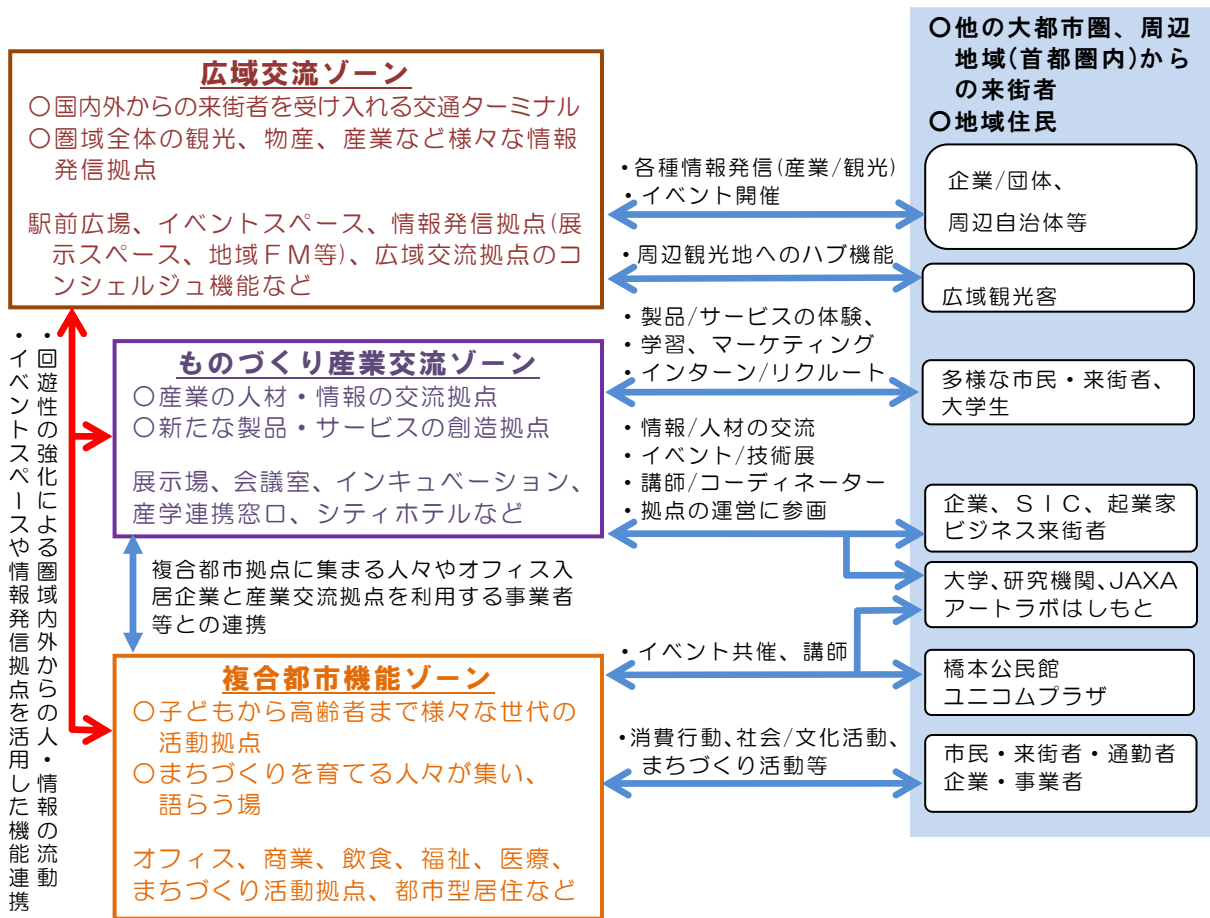 広域交流ゾーン
〇国内外からの来街者を受け入れる交通ターミナル
〇圏域全体の観光、物産、産業など様々な情報
発信拠点
駅前広場、イベントスペース、情報発信拠点(展
示スペース、地域FM等)、広域交流拠点のコ
ンシェルジュ機能など
・回遊性の強化による圏域内外からの人・情報の流動
・イベントスペースや情報発信拠点を活用した機能連携
ものづくり産業交流ゾーン
〇産業の人材・情報の交流拠点
〇新たな製品・サービスの創造拠点
展示場、会議室、インキュベーション、
産学連携窓口、シティホテルなど
複合都市拠点に集まる人々やオフィス入
居企業と産業交流拠点を利用する事業者
等との連携
複合都市機能ゾーン
〇子どもから高齢者まで様々な世代の
活動拠点
〇まちづくりを育てる人々が集い、
語らう場
オフィス、商業、飲食、福祉、医療、
まちづくり活動拠点、都市型居住など
・各種情報発信(産業/観光)
・イベント開催
・周辺観光地へのハブ機能
・製品/サービスの体験、
・学習、マーケティング
・インターン/リクルート
・情報/人材の交流
・イベント/技術展
・講師/コーディネーター
・拠点の運営に参画
・イベント共催、講師
・消費行動、社会/文化活動、
まちづくり活動等
〇他の大都市圏、周辺
地域(首都圏内)から
の来街者
〇地域住民
企業/団体、
周辺自治体等
広域観光客
多様な市民・来街者、
大学生
企業、SIC、起業家
ビジネス来街者
大学、研究機関、JAXA
アートラボはしもと
橋本公民館
ユニコムプラザ
市民・来街者・通勤者
企業・事業者